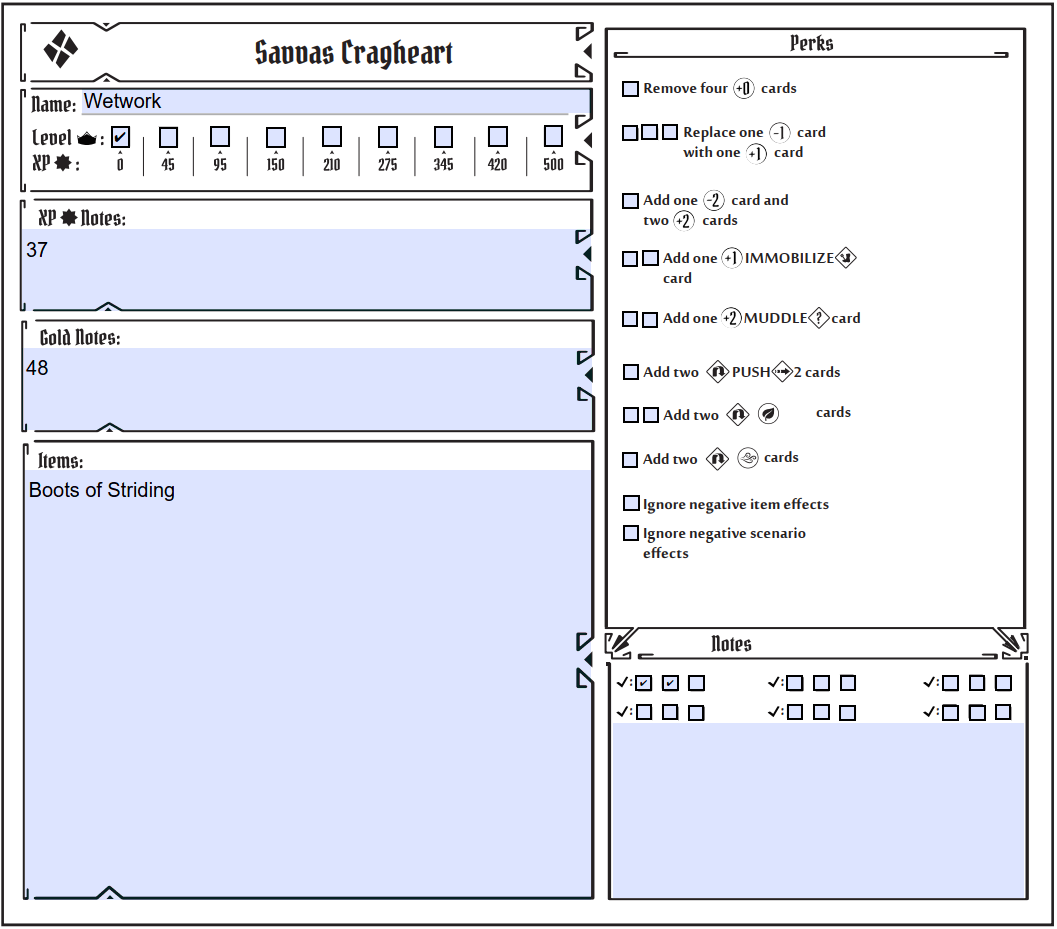 Savvas Cragheart
Name: Wetwork
Level :
XP :
0 45 95 150 210 275 345 420 500
XP Notes:
37
Gold Notes:
48
Items:
Boots of Striding
Perks
Remove four +0 cards
Replace one -1 card
with one +1 card
Add one -2 card and
two +2 cards
Add one +1 IMMOBILIZE
card
Add one +2 MUDDLE ? card
Add two PUSH 2 cards
Add two cards
Add two cards
Ignore negative item effects
Ignore negative scenario
effects
Notes
✓: ✓ ✓ ✓: ✓:
✓: ✓: ✓: